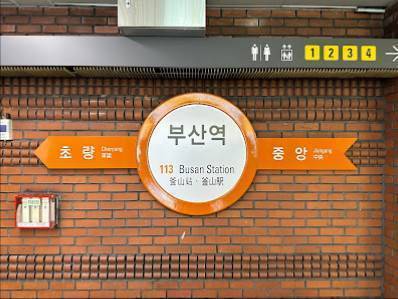 1 2 3 4
부산역
113 Busan Station
釜山站 · 釜山駅
초량 Choryang
중앙 Jungang